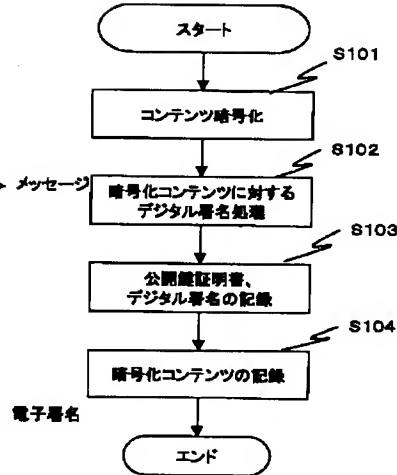 スタート
S101
コンテンツ暗号化
S102
メッセージ
暗号化コンテンツに対する
デジタル署名処理
S103
公開鍵証明書、
デジタル署名の記録
S104
暗号化コンテンツの記録
電子署名
エンド